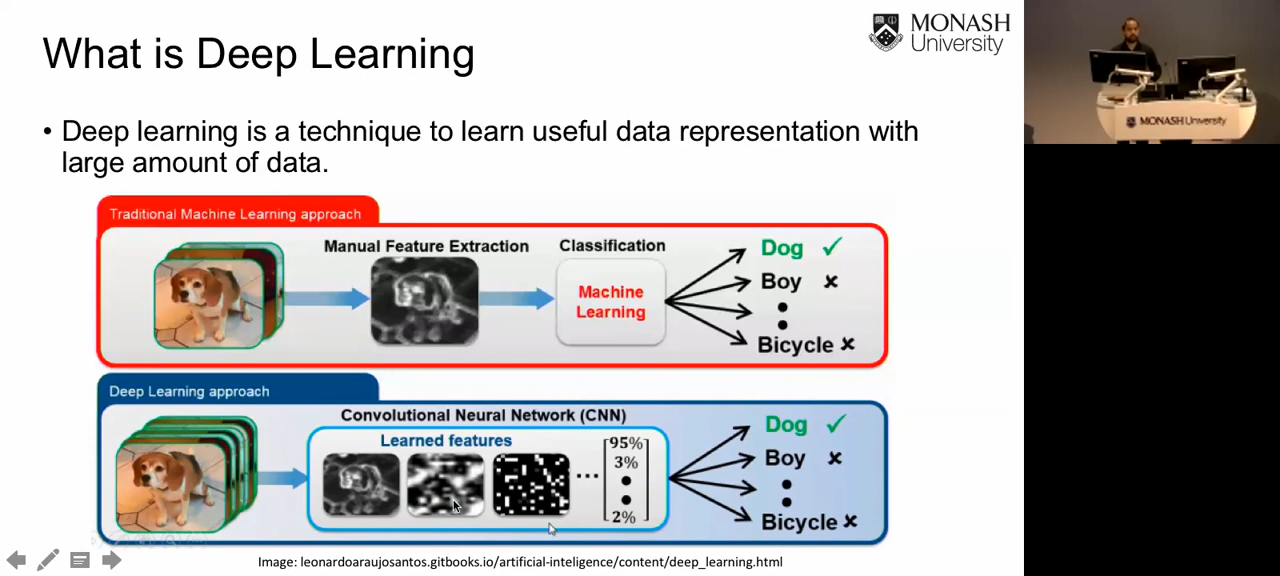 What is Deep Learning
MONASH
University
• Deep learning is a technique to learn useful data representation with
large amount of data.
MONASH University
Traditional Machine Learning approach
Manual Feature Extraction
Classification
Machine
Learning
Dog ✓
Boy ✗
Bicycle ✗
Deep Learning approach
Convolutional Neural Network (CNN)
Learned features
95%
3%
2%
Dog ✓
Boy ✗
Bicycle ✗
Image: leonardoaraujosantos.gitbooks.io/artificial-inteligence/content/deep_learning.html